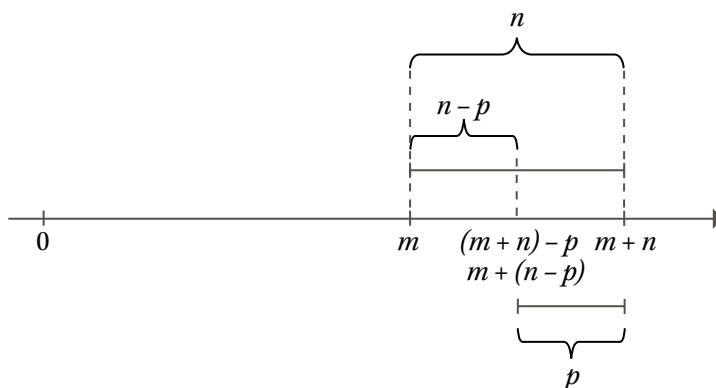 n
n – p
0 m (m + n) – p m + n
m + (n – p)
p